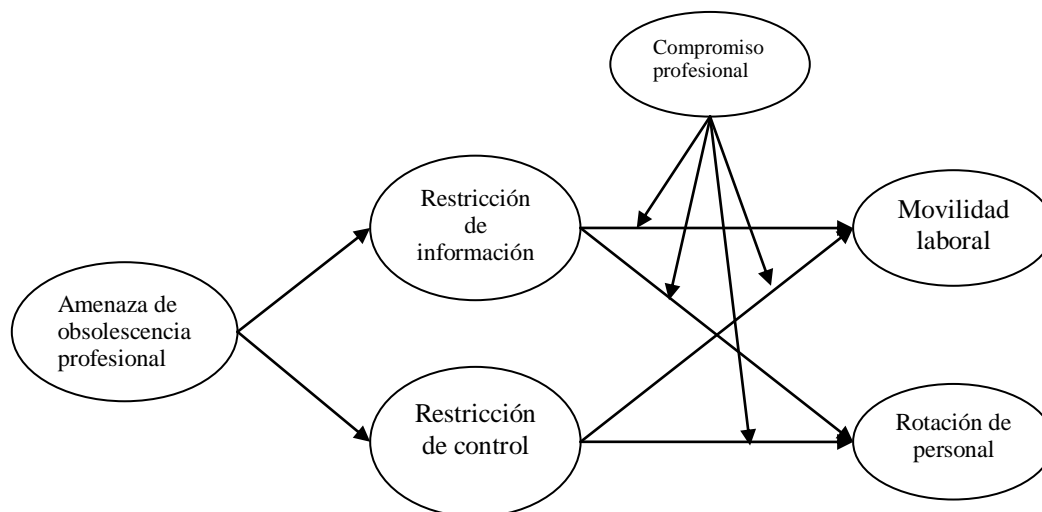 Compromiso
profesional
Restricción
de
información
Movilidad
laboral
Amenaza de
obsolescencia
profesional
Restricción
de control
Rotación de
personal